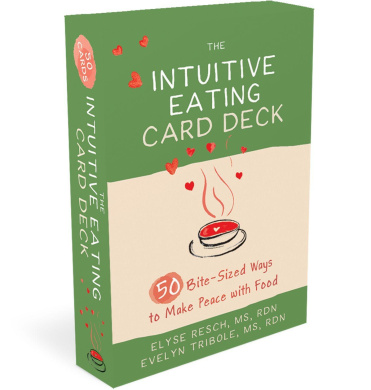 THE
INTUITIVE
EATING
CARD DECK
50 Bite-Sized Ways
to Make Peace with Food
ELYSE RESCH, MS, RDN
EVELYN TRIBOLE, MS, RDN
50 CARDS
THE
INTUITIVE EATING
CARD DECK